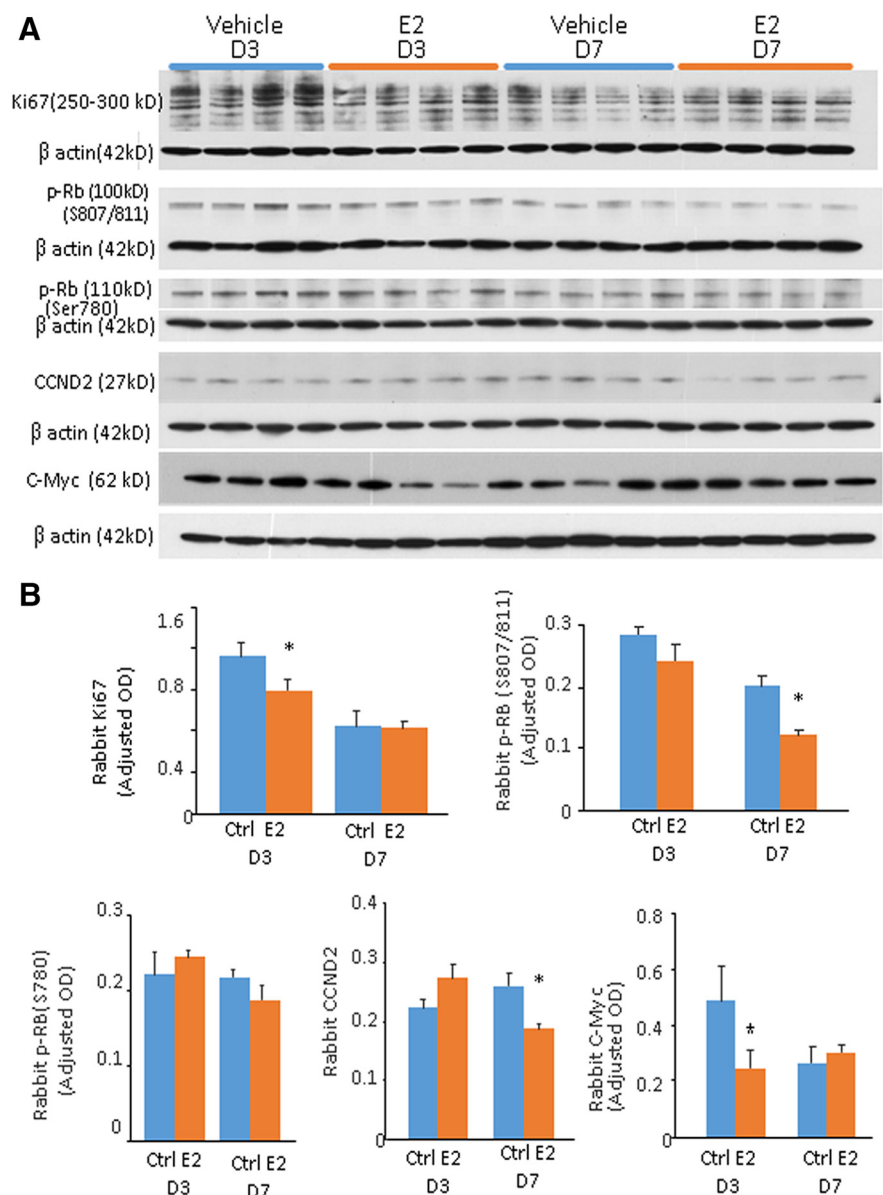 A
Vehicle
D3
E2
D3
Vehicle
D7
E2
D7
Ki67(250-300 kD)
β actin(42kD)
p-Rb (100kD)
(S807/811)
β actin (42kD)
p-Rb (110kD)
(Ser780)
β actin (42kD)
CCND2 (27kD)
β actin (42kD)
C-Myc (62 kD)
β actin (42kD)
B
Rabbit Ki67
(Adjusted OD)
1.6
0.8
0.4
0
Ctrl E2
D3
Ctrl E2
D7
*
Rabbit p-RB (S807/811)
(Adjusted OD)
0.3
0.2
0.1
0
Ctrl E2
D3
Ctrl E2
D7
*
Rabbit p-RB(S780)
(Adjusted OD)
0.3
0.2
0.1
0
Ctrl E2
D3
Ctrl E2
D7
Rabbit CCND2
0.4
0.3
0.2
0.1
0
Ctrl E2
D3
Ctrl E2
D7
*
Rabbit C-Myc
(Adjusted OD)
0.8
0.6
0.4
0.2
0
Ctrl E2
D3
Ctrl E2
D7
*